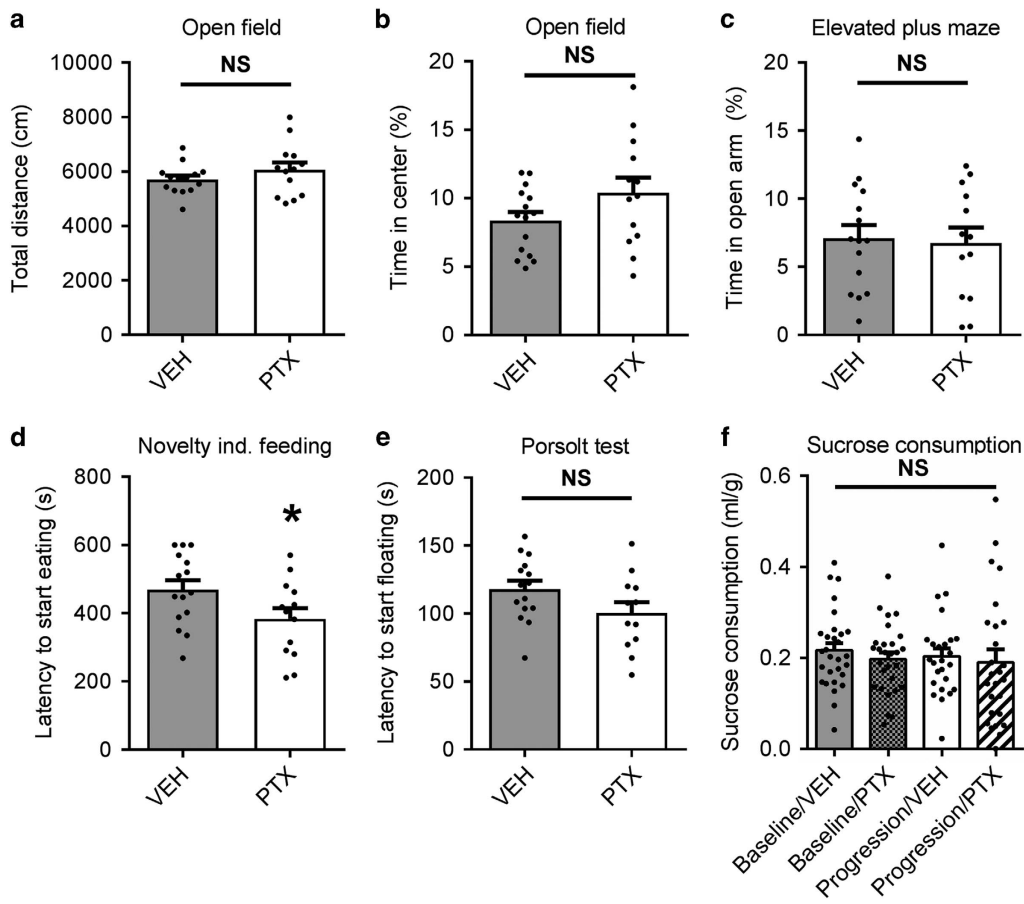 a
Open field
NS
Total distance (cm)
10000
8000
6000
4000
2000
0
VEH
PTX
b
Open field
NS
Time in center (%)
20
15
10
5
0
VEH
PTX
c
Elevated plus maze
NS
Time in open arm (%)
20
15
10
5
0
VEH
PTX
d
Novelty ind. feeding
*
Latency to start eating (s)
800
600
400
200
0
VEH
PTX
e
Porsolt test
NS
Latency to start floating (s)
200
150
100
50
0
VEH
PTX
f
Sucrose consumption
NS
Sucrose consumption (ml/g)
0.6
0.4
0.2
0.0
Baseline/VEH
Baseline/PTX
Progression/VEH
Progression/PTX